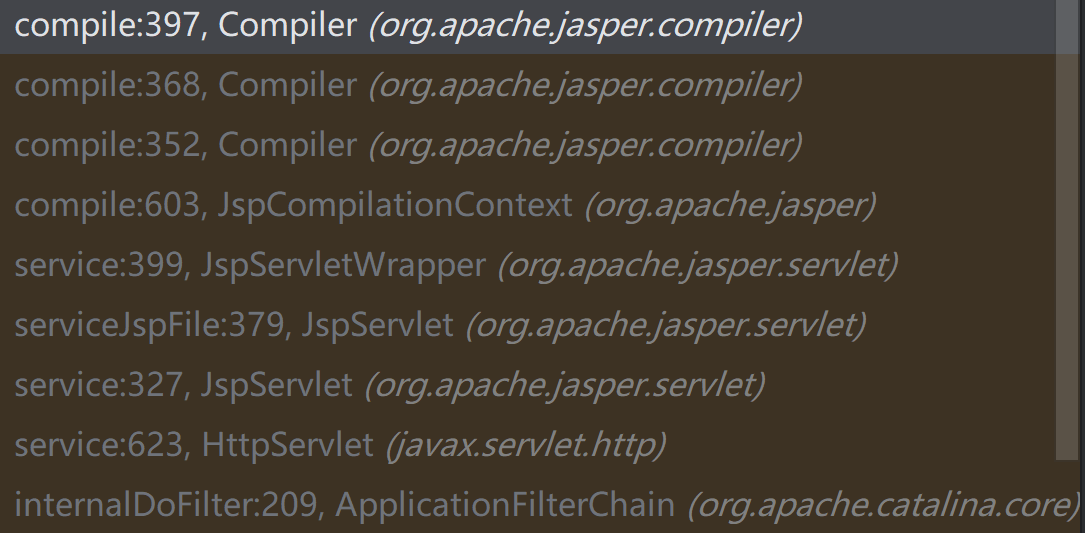 compile:397, Compiler (org.apache.jasper.compiler)
compile:368, Compiler (org.apache.jasper.compiler)
compile:352, Compiler (org.apache.jasper.compiler)
compile:603, JspCompilationContext (org.apache.jasper)
service:399, JspServletWrapper (org.apache.jasper.servlet)
serviceJspFile:379, JspServlet (org.apache.jasper.servlet)
service:327, JspServlet (org.apache.jasper.servlet)
service:623, HttpServlet (javax.servlet.http)
internalDoFilter:209, ApplicationFilterChain (org.apache.catalina.core)